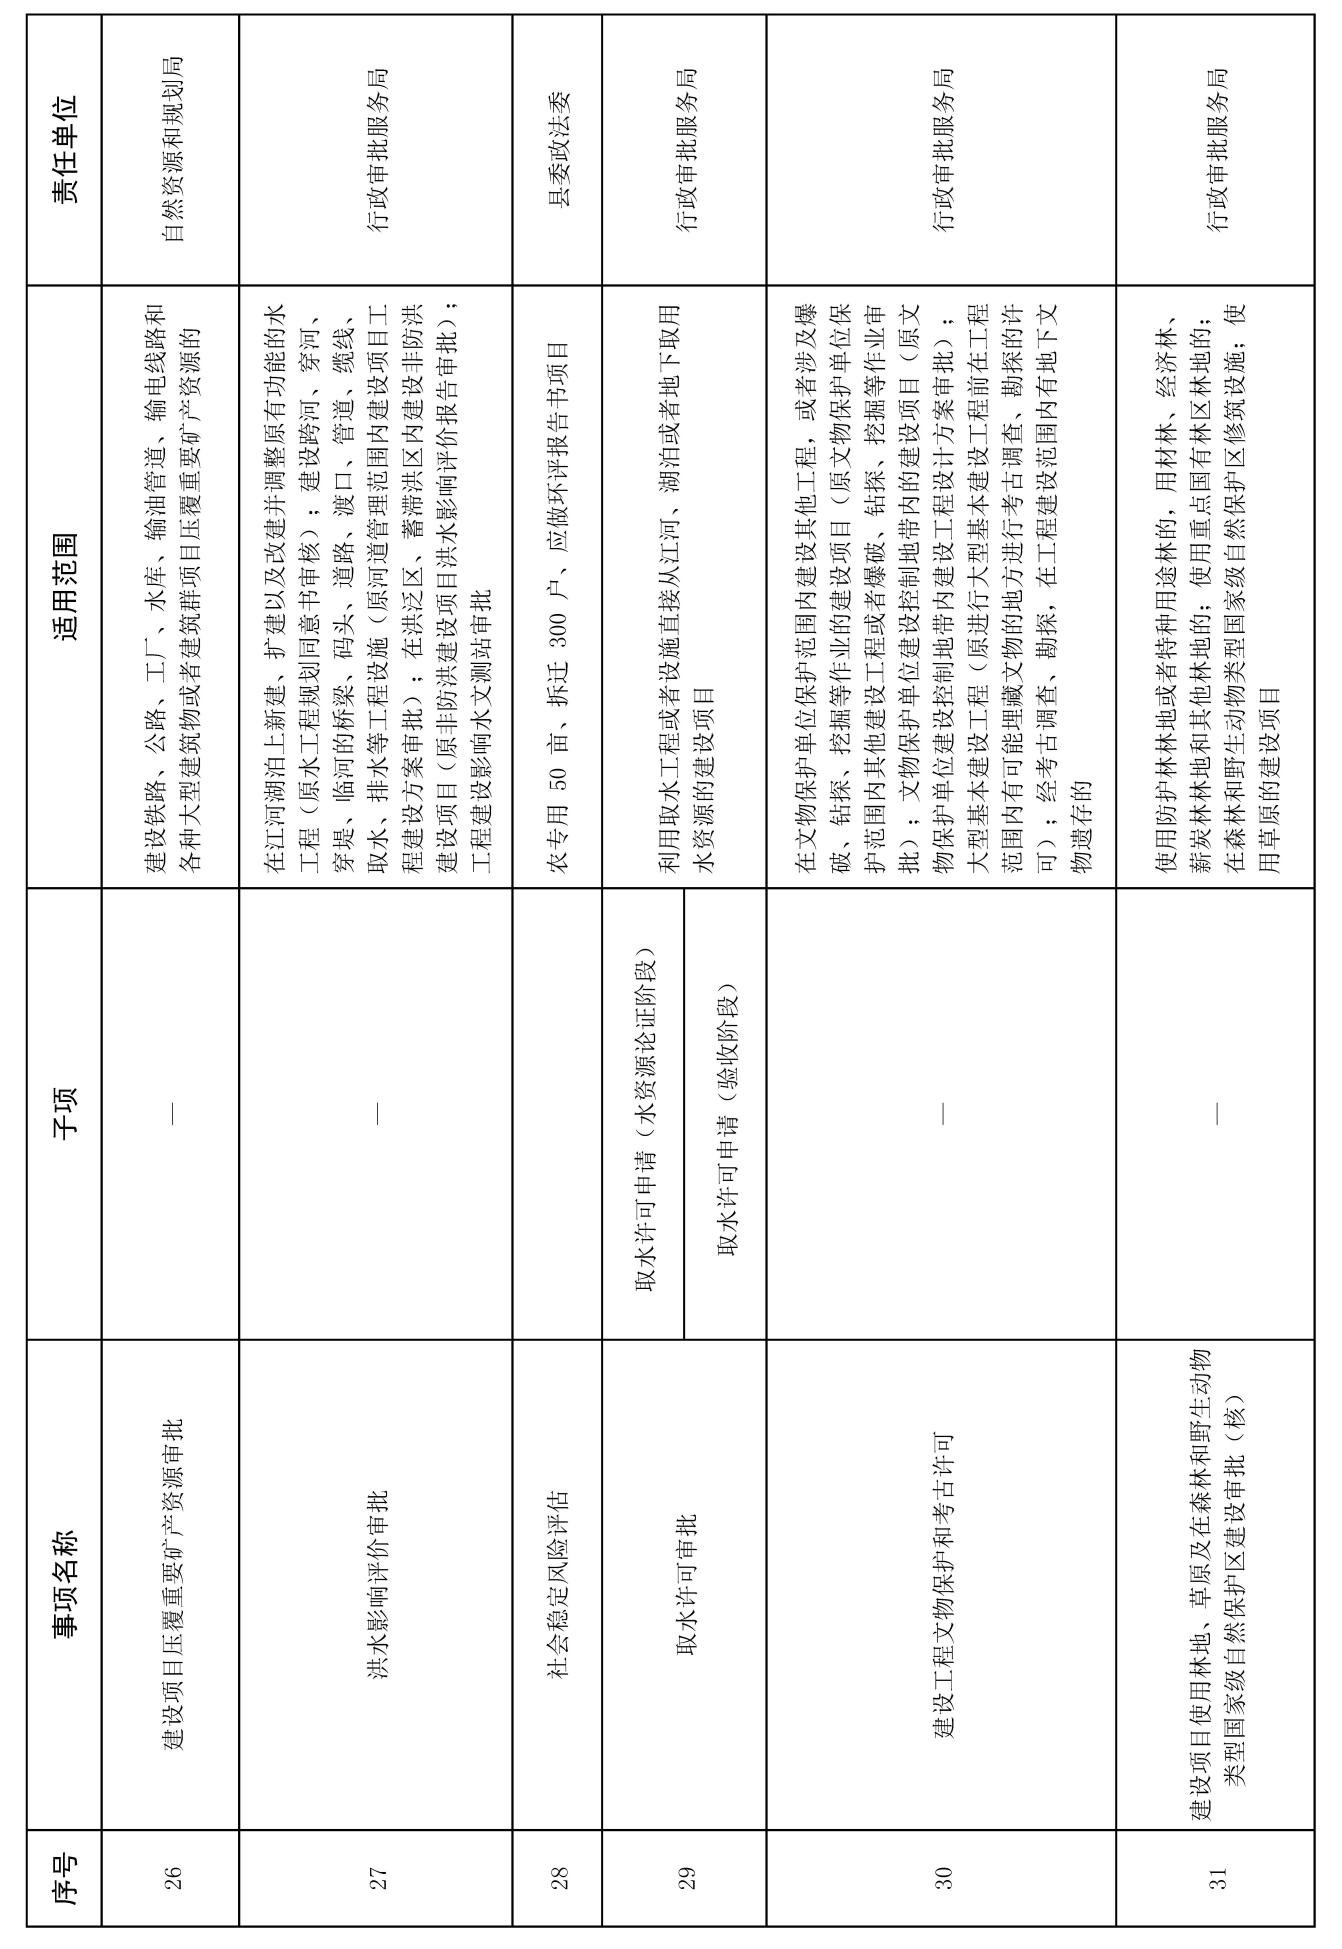 序号
事项名称
子项
适用范围
责任单位
26
建设项目压覆重要矿产资源审批
—
建设铁路、公路、工厂、水库、输油管道、输电线路和
各种大型建筑物或者建筑群项目压覆重要矿产资源的
自然资源和规划局
27
洪水影响评价审批
—
在江河湖泊上新建、扩建以及改建并调整原有功能的水
工程（原水工程规划同意书审核）；建设跨河、穿河、
穿堤、临河的桥梁、码头、道路、渡口、管道、缆线、
取水、排水等工程设施（原河道管理范围内建设项目工
程建设方案审批）；在洪泛区、蓄滞洪区内建设非防洪
建设项目（原非防洪建设项目洪水影响评价报告审批）；
工程建设影响水文测站审批
行政审批服务局
28
社会稳定风险评估
农专用 50 亩、拆迁 300 户、应做环评报告书项目
县委政法委
29
取水许可审批
取水许可申请（水资源论证阶段）
取水许可申请（验收阶段）
利用取水工程或者设施直接从江河、湖泊或者地下取用
水资源的建设项目
行政审批服务局
30
建设工程文物保护和考古许可
—
在文物保护单位保护范围内建设其他工程，或者涉及爆
破、钻探、挖掘等作业的建设项目（原文物保护单位保
护范围内其他建设工程或者爆破、钻探、挖掘等作业审
批）；文物保护单位建设控制地带内的建设项目（原文
物保护单位建设控制地带内建设工程设计方案审批）；
大型基本建设工程（原进行大型基本建设工程前在工程
范围内有可能埋藏文物的地方进行考古调查、勘探的许
可）；经考古调查、勘探，在工程建设范围内有地下文
物遗存的
行政审批服务局
31
建设项目使用林地、草原及在森林和野生动物
类型国家级自然保护区建设审批（核）
—
使用防护林林地或者特种用途林的，用材林、经济林、
薪炭林林地和其他林地的；使用重点国有林区林地的；
在森林和野生动物类型国家级自然保护区修筑设施；使
用草原的建设项目
行政审批服务局